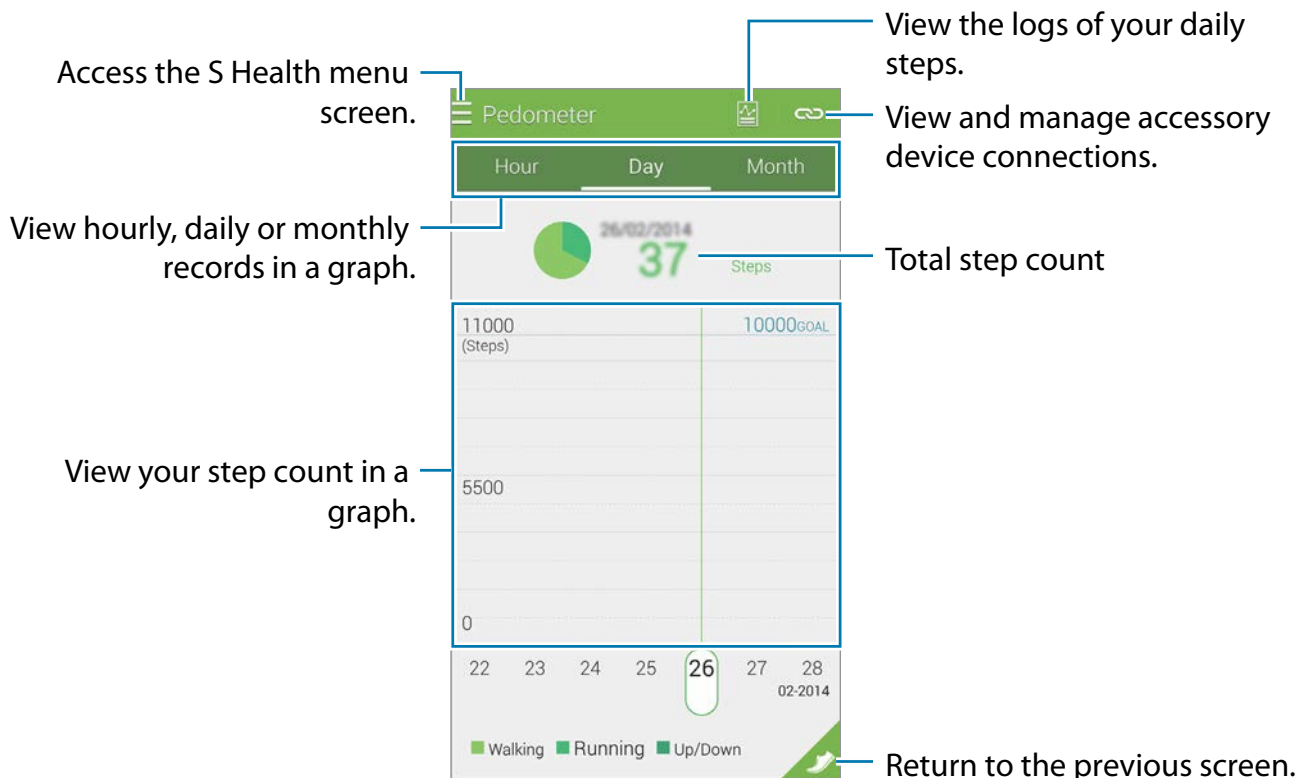 View the logs of your daily
steps.
Access the S Health menu
screen.
Pedometer
View and manage accessory
device connections.
Hour Day Month
View hourly, daily or monthly
records in a graph.
26/02/2014
37 Steps
Total step count
11000
(Steps)
10000GOAL
View your step count in a
graph.
5500
0
22 23 24 25 26 27 28
02-2014
Walking Running Up/Down
Return to the previous screen.